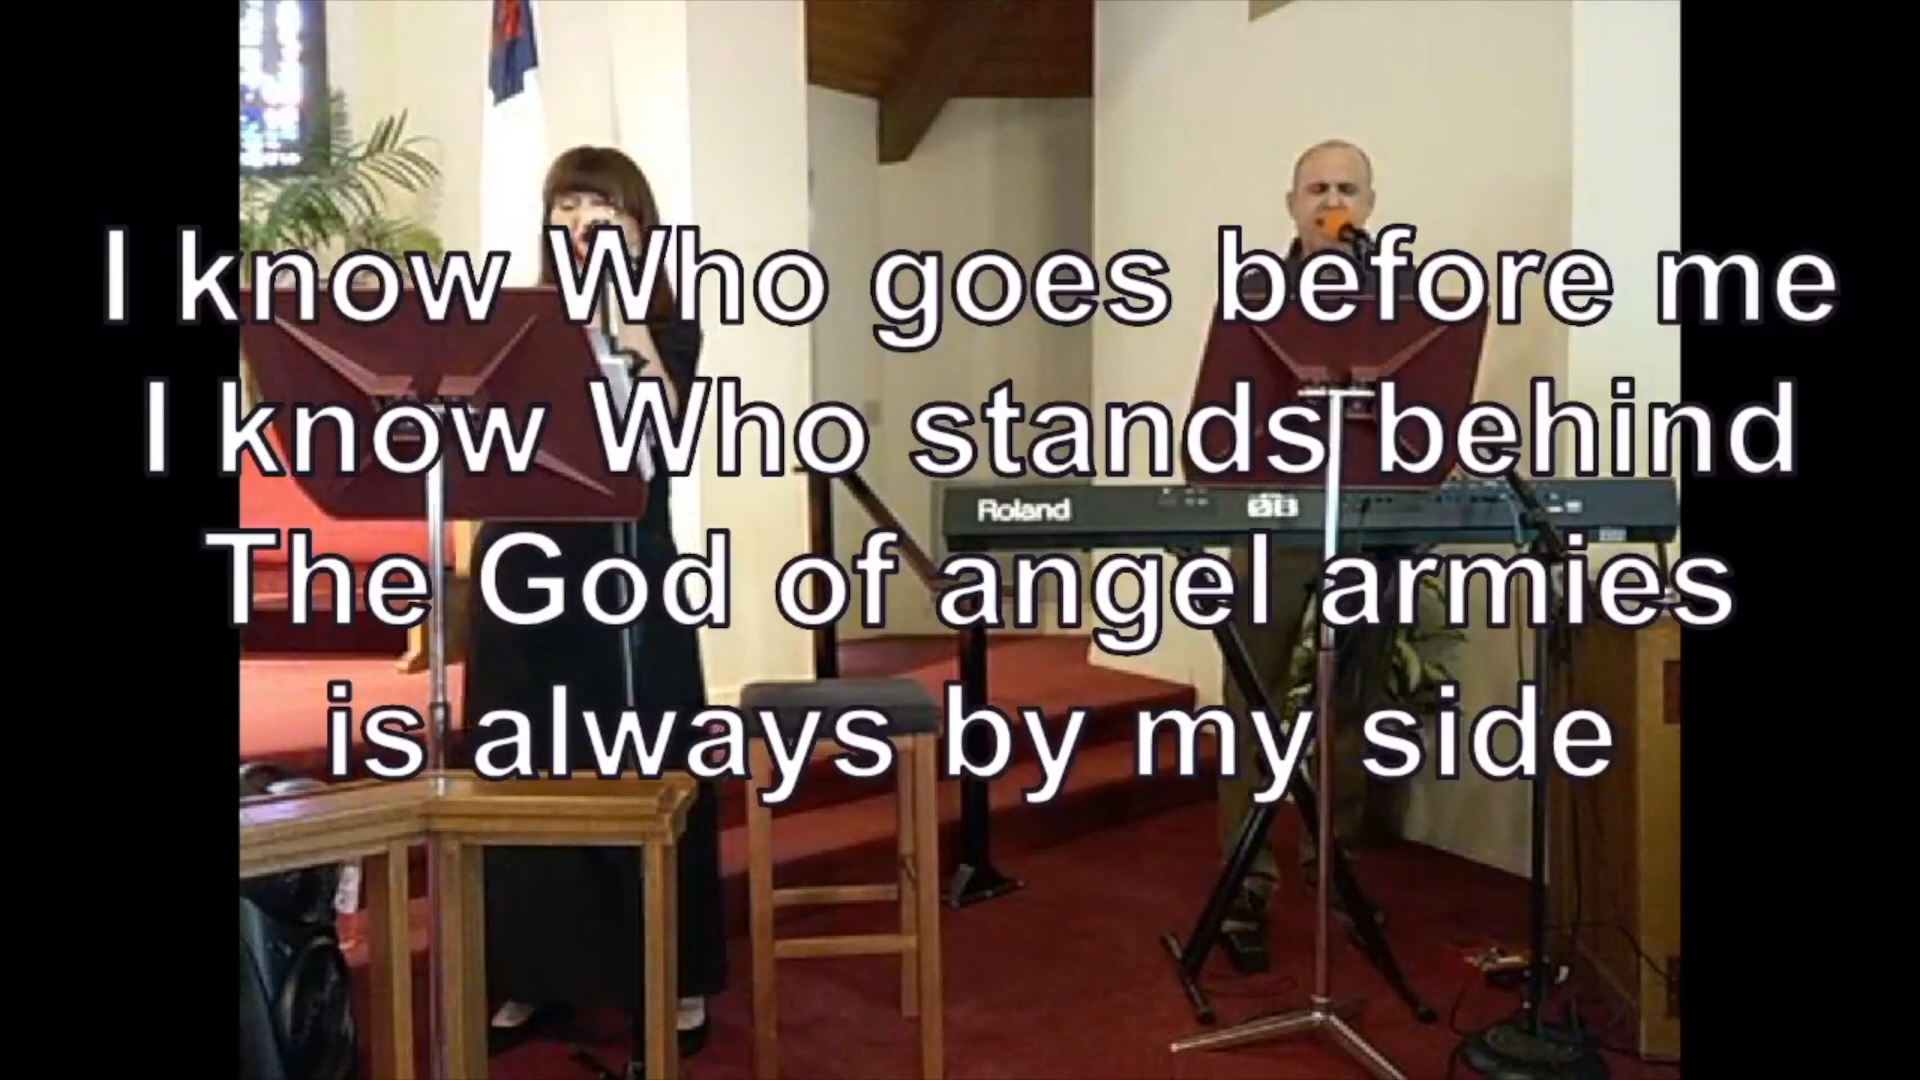 I know Who goes before me
I know Who stands behind
Roland
The God of angel armies
is always by my side